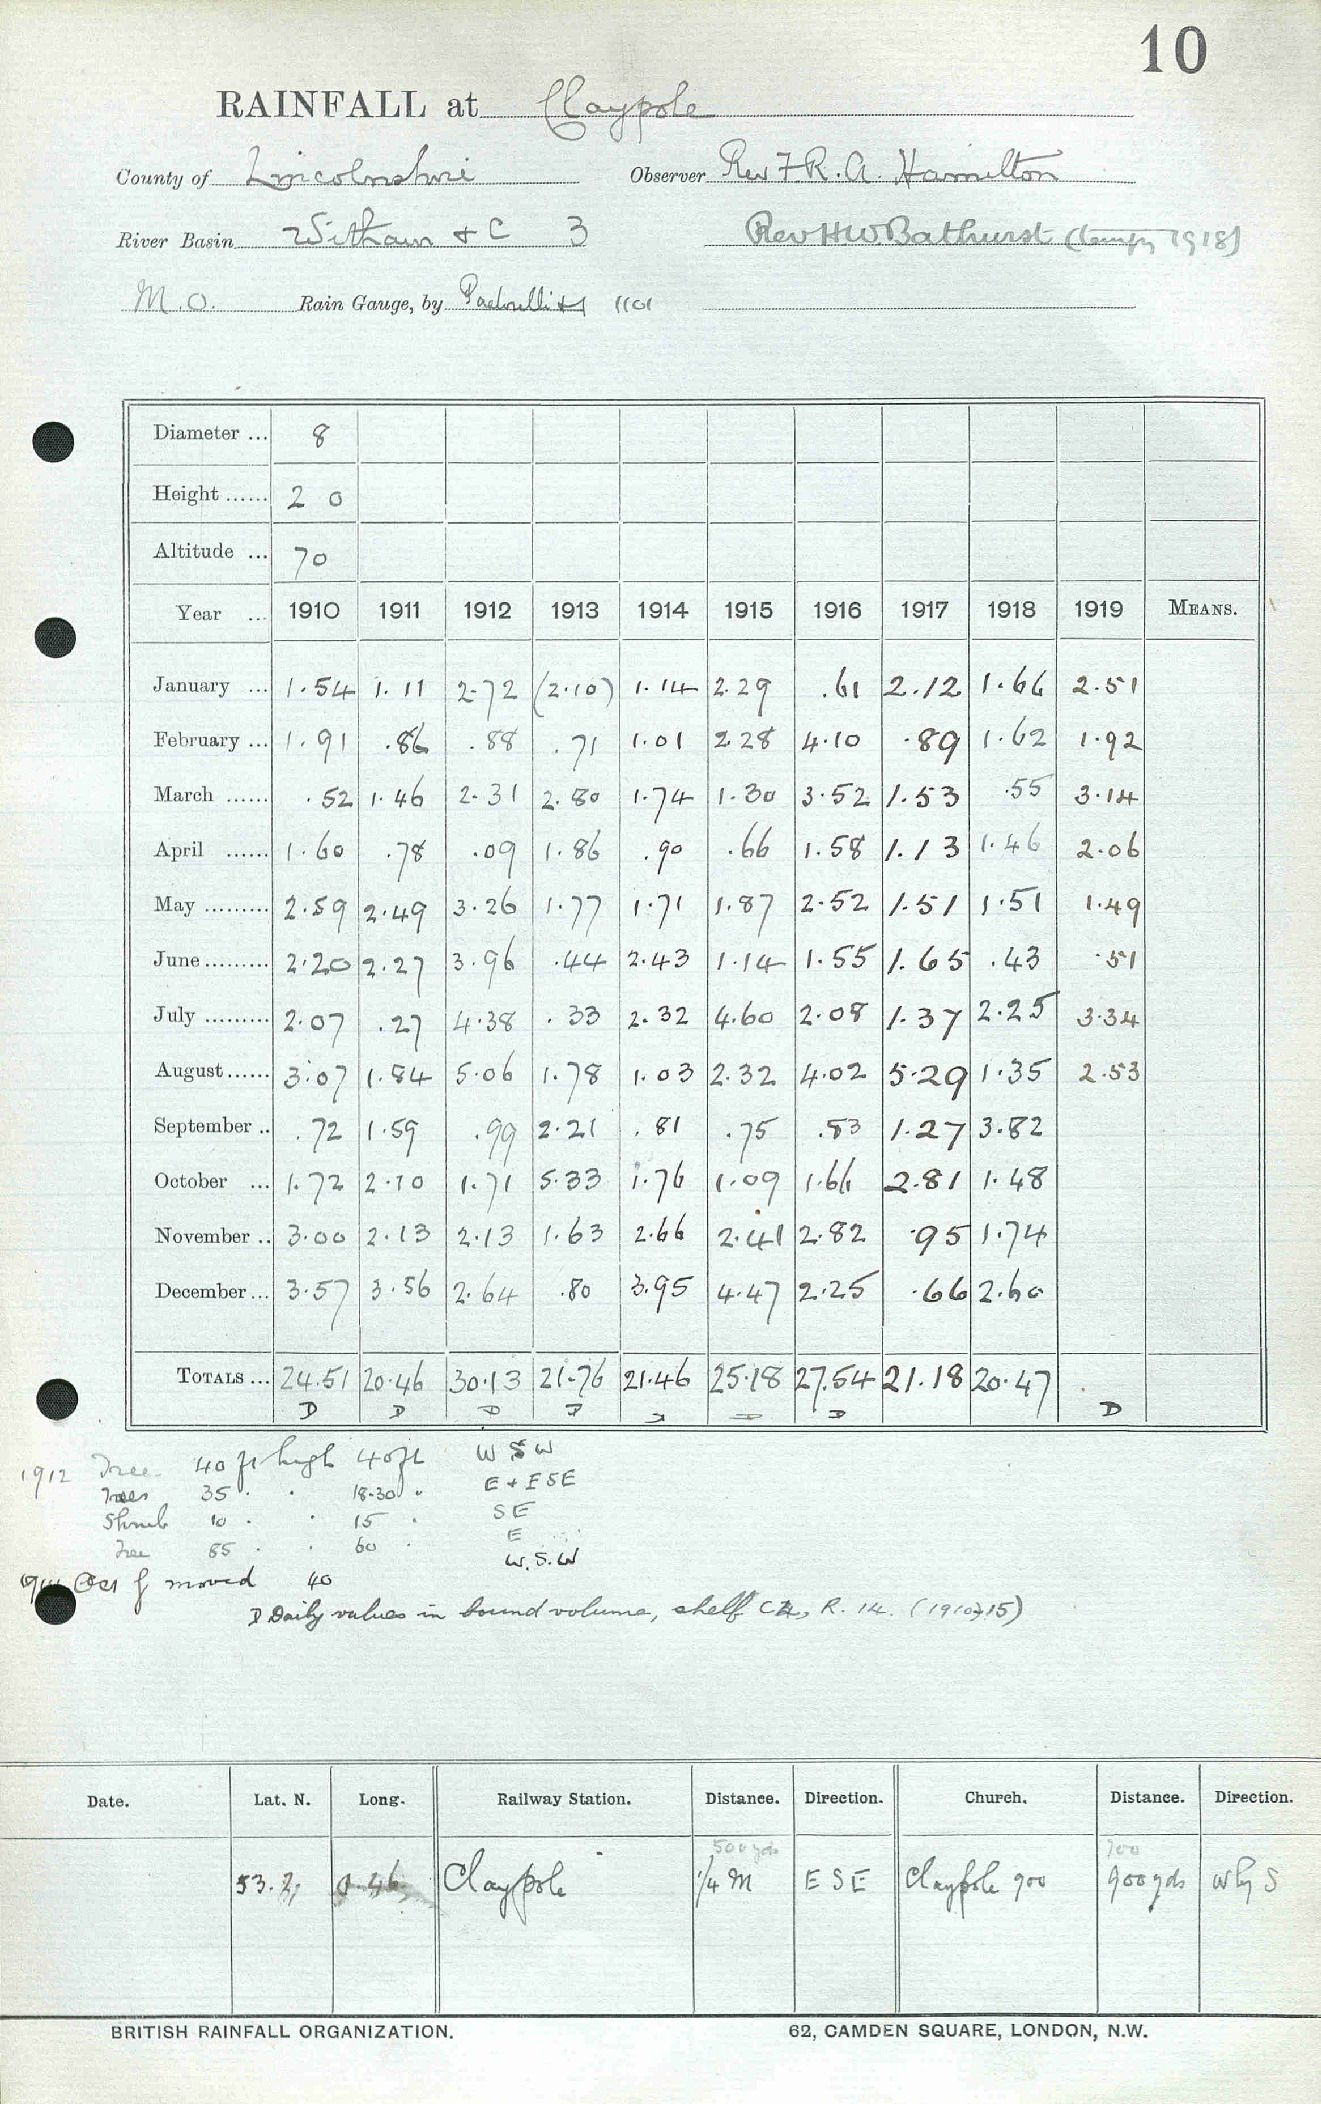 10
RAINFALL at Claypole
County of Lincolnshire Observer Rev F.R.A. Hamilton
River Basin Witham & C 3 Rev H W Bathurst (tempy 1918)
M.O. Rain Gauge, by 1101
Diameter ... 8
Height ...... 2 0
Altitude ... 70
Year ... 1910 1911 1912 1913 1914 1915 1916 1917 1918 1919 MEANS.
January ... 1.54 1.11 2.72 (2.10) 1.14 2.29 .61 2.12 1.66 2.51
February ... 1.91 .86 .88 .71 1.01 2.28 4.10 .89 1.62 1.92
March ...... .52 1.46 2.31 2.80 1.74 1.30 3.52 1.53 .55 3.14
April ...... 1.60 .78 .09 1.86 .90 .66 1.58 1.13 1.46 2.06
May ......... 2.59 2.49 3.26 1.77 1.71 1.87 2.52 1.51 1.51 1.49
June ......... 2.20 2.27 3.96 .44 2.43 1.14 1.55 1.65 .43 .51
July ......... 2.07 .27 4.38 .33 2.32 4.60 2.08 1.37 2.25 3.34
August ...... 3.07 1.84 5.06 1.78 1.03 2.32 4.02 5.29 1.35 2.53
September .. .72 1.59 .99 2.21 .81 .75 .83 1.27 3.82
October ... 1.72 2.10 1.71 5.33 1.76 1.09 1.66 2.81 1.48
November .. 3.00 2.13 2.13 1.63 2.66 2.41 2.82 .95 1.74
December ... 3.57 3.56 2.64 .80 3.95 4.47 2.25 .66 2.60
TOTALS ... 24.51 20.46 30.13 21.76 21.46 25.18 27.54 21.18 20.47
D D D D D D D D
1912 Tree 40 ft high 40 ft W S W
Trees 35 " " 18.30 " E + ESE
Shrub 10 " " 15 " SE
Tree 85 " " 60 " E
W.S.W
moved 40
D Daily values in bound volume, shelf C4, R. 14. (1910-15)
Date. Lat. N. Long. Railway Station. Distance. Direction. Church. Distance. Direction.
500 yds 700
53.2 0.46 Claypole 1/4 M E S E Claypole 900 900 yds W by S
BRITISH RAINFALL ORGANIZATION. 62, CAMDEN SQUARE, LONDON, N.W.